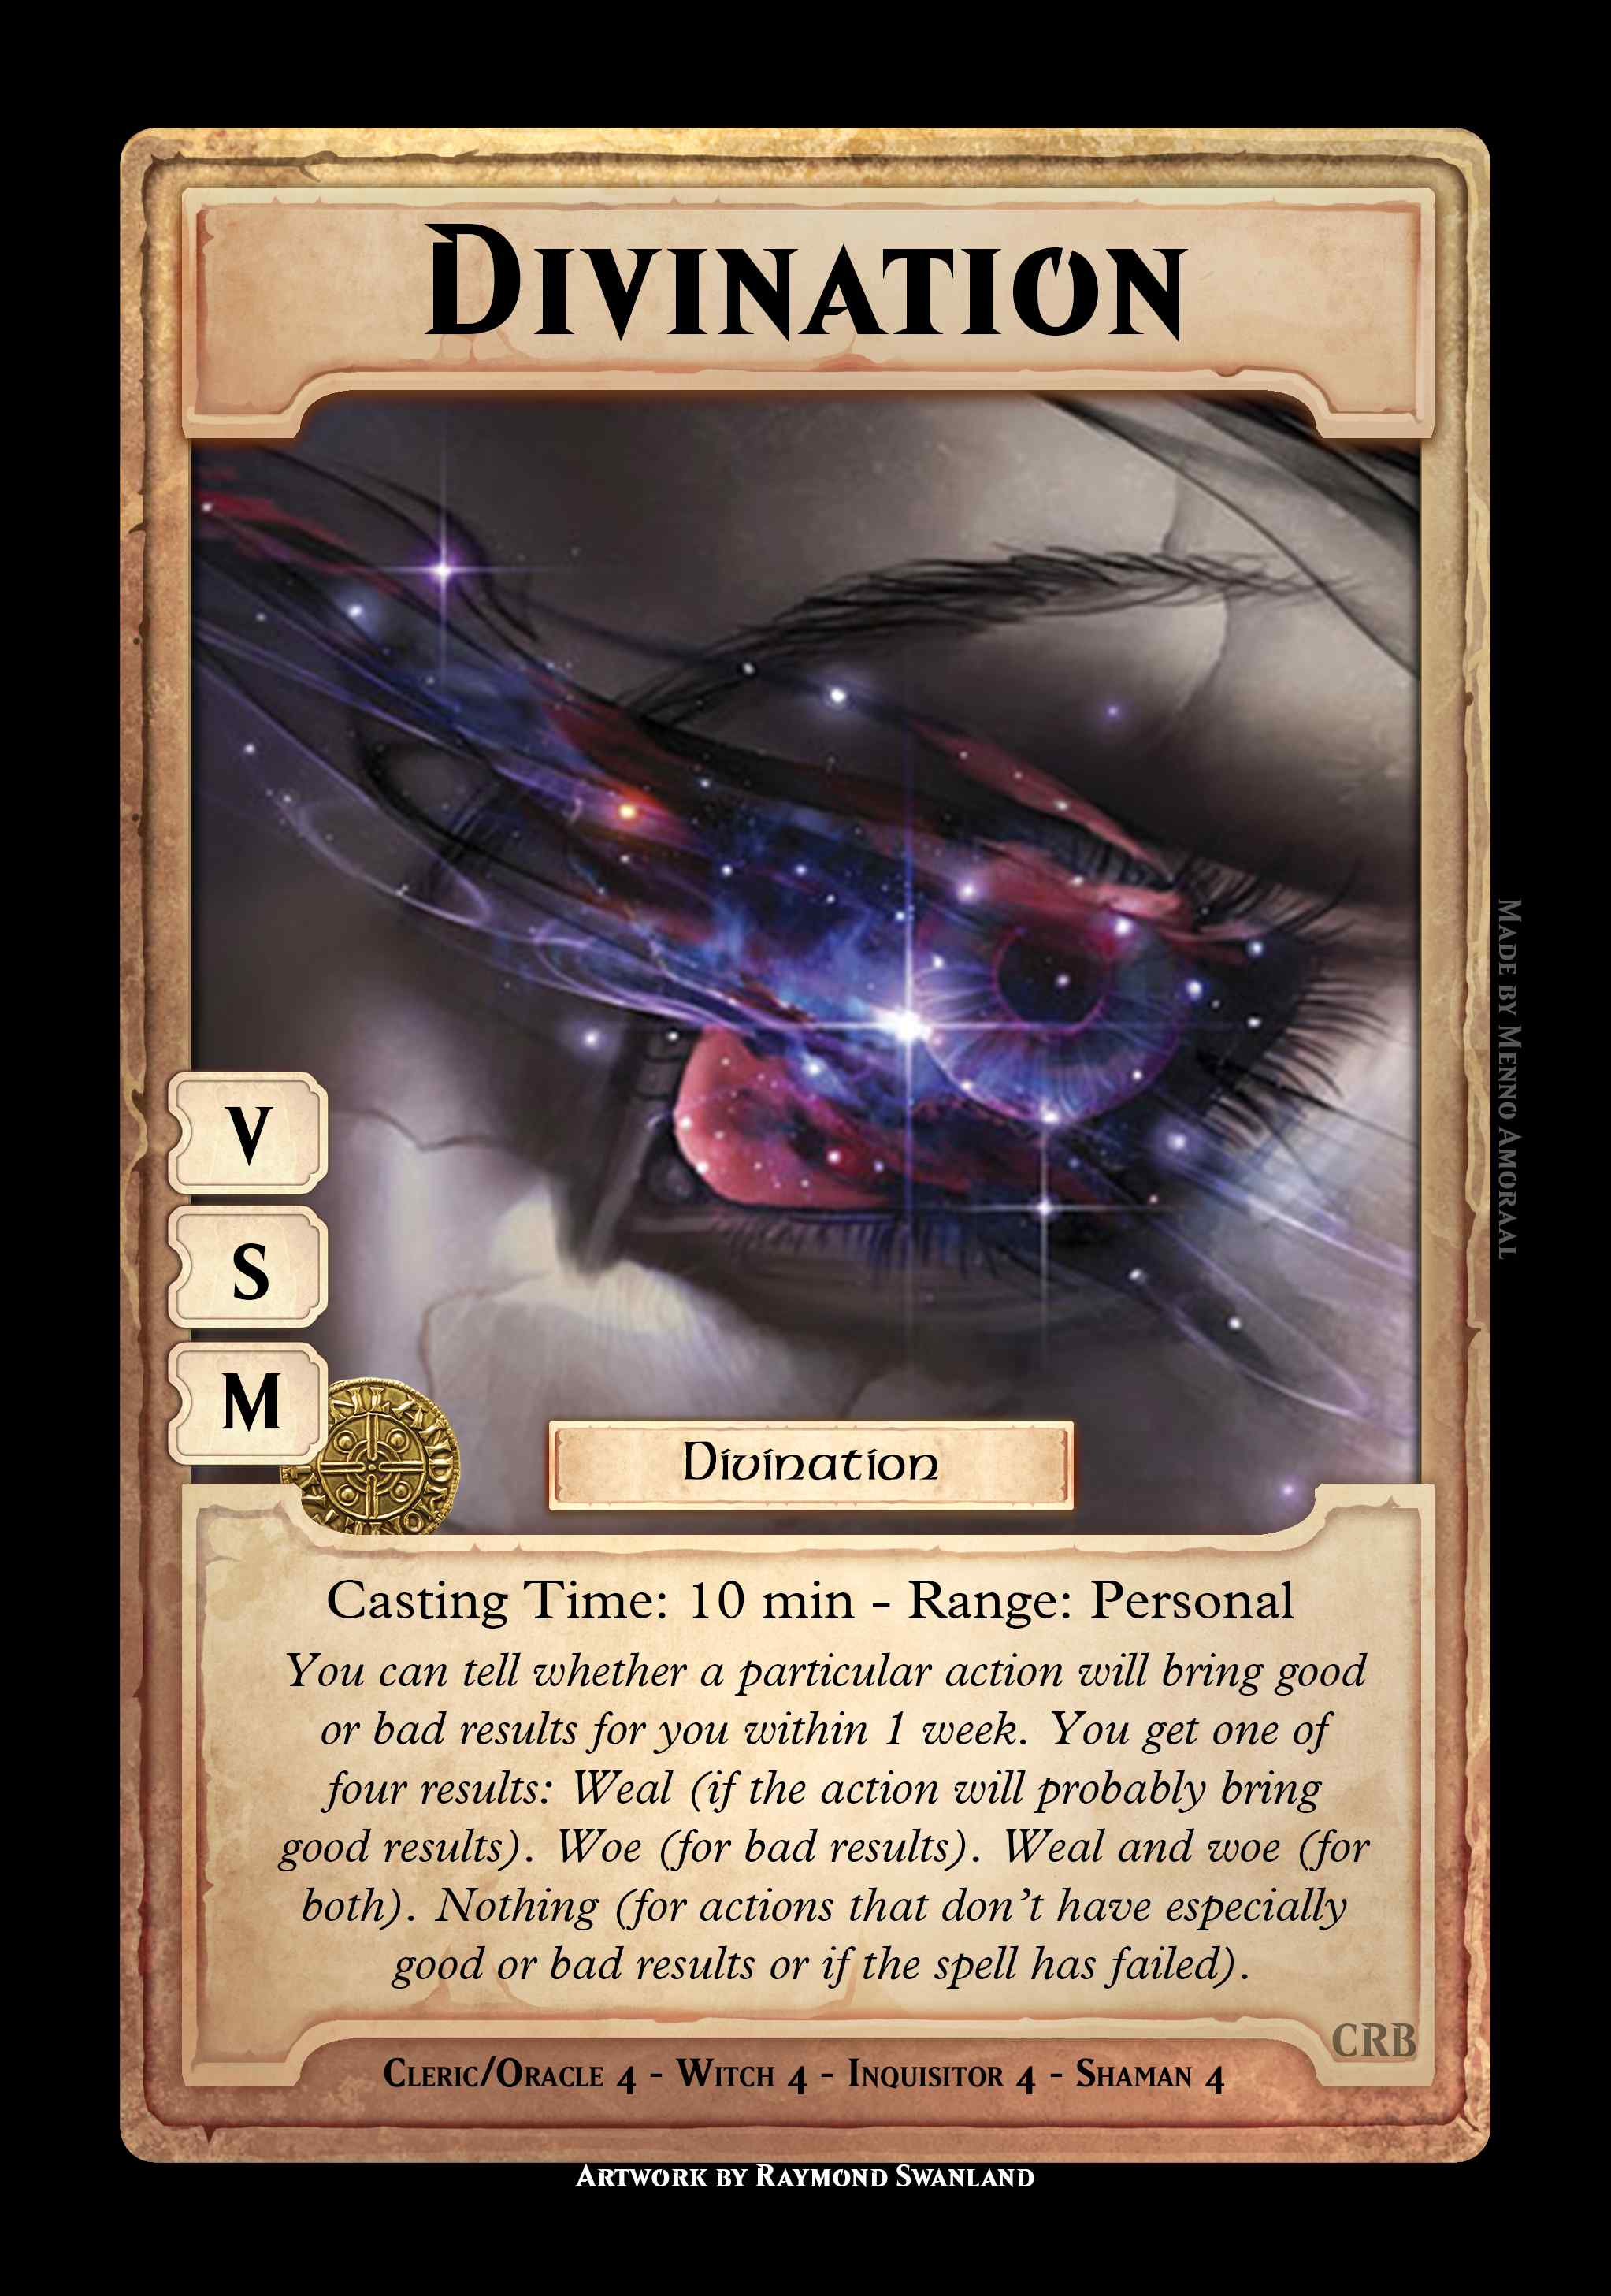 Divination
V
S
M
Divination
Casting Time: 10 min - Range: Personal
You can tell whether a particular action will bring good
or bad results for you within 1 week. You get one of
four results: Weal (if the action will probably bring
good results). Woe (for bad results). Weal and woe (for
both). Nothing (for actions that don't have especially
good or bad results or if the spell has failed).
CRB
Cleric/Oracle 4 - Witch 4 - Inquisitor 4 - Shaman 4
Artwork by Raymond Swanland
Made by Menno Amoraal